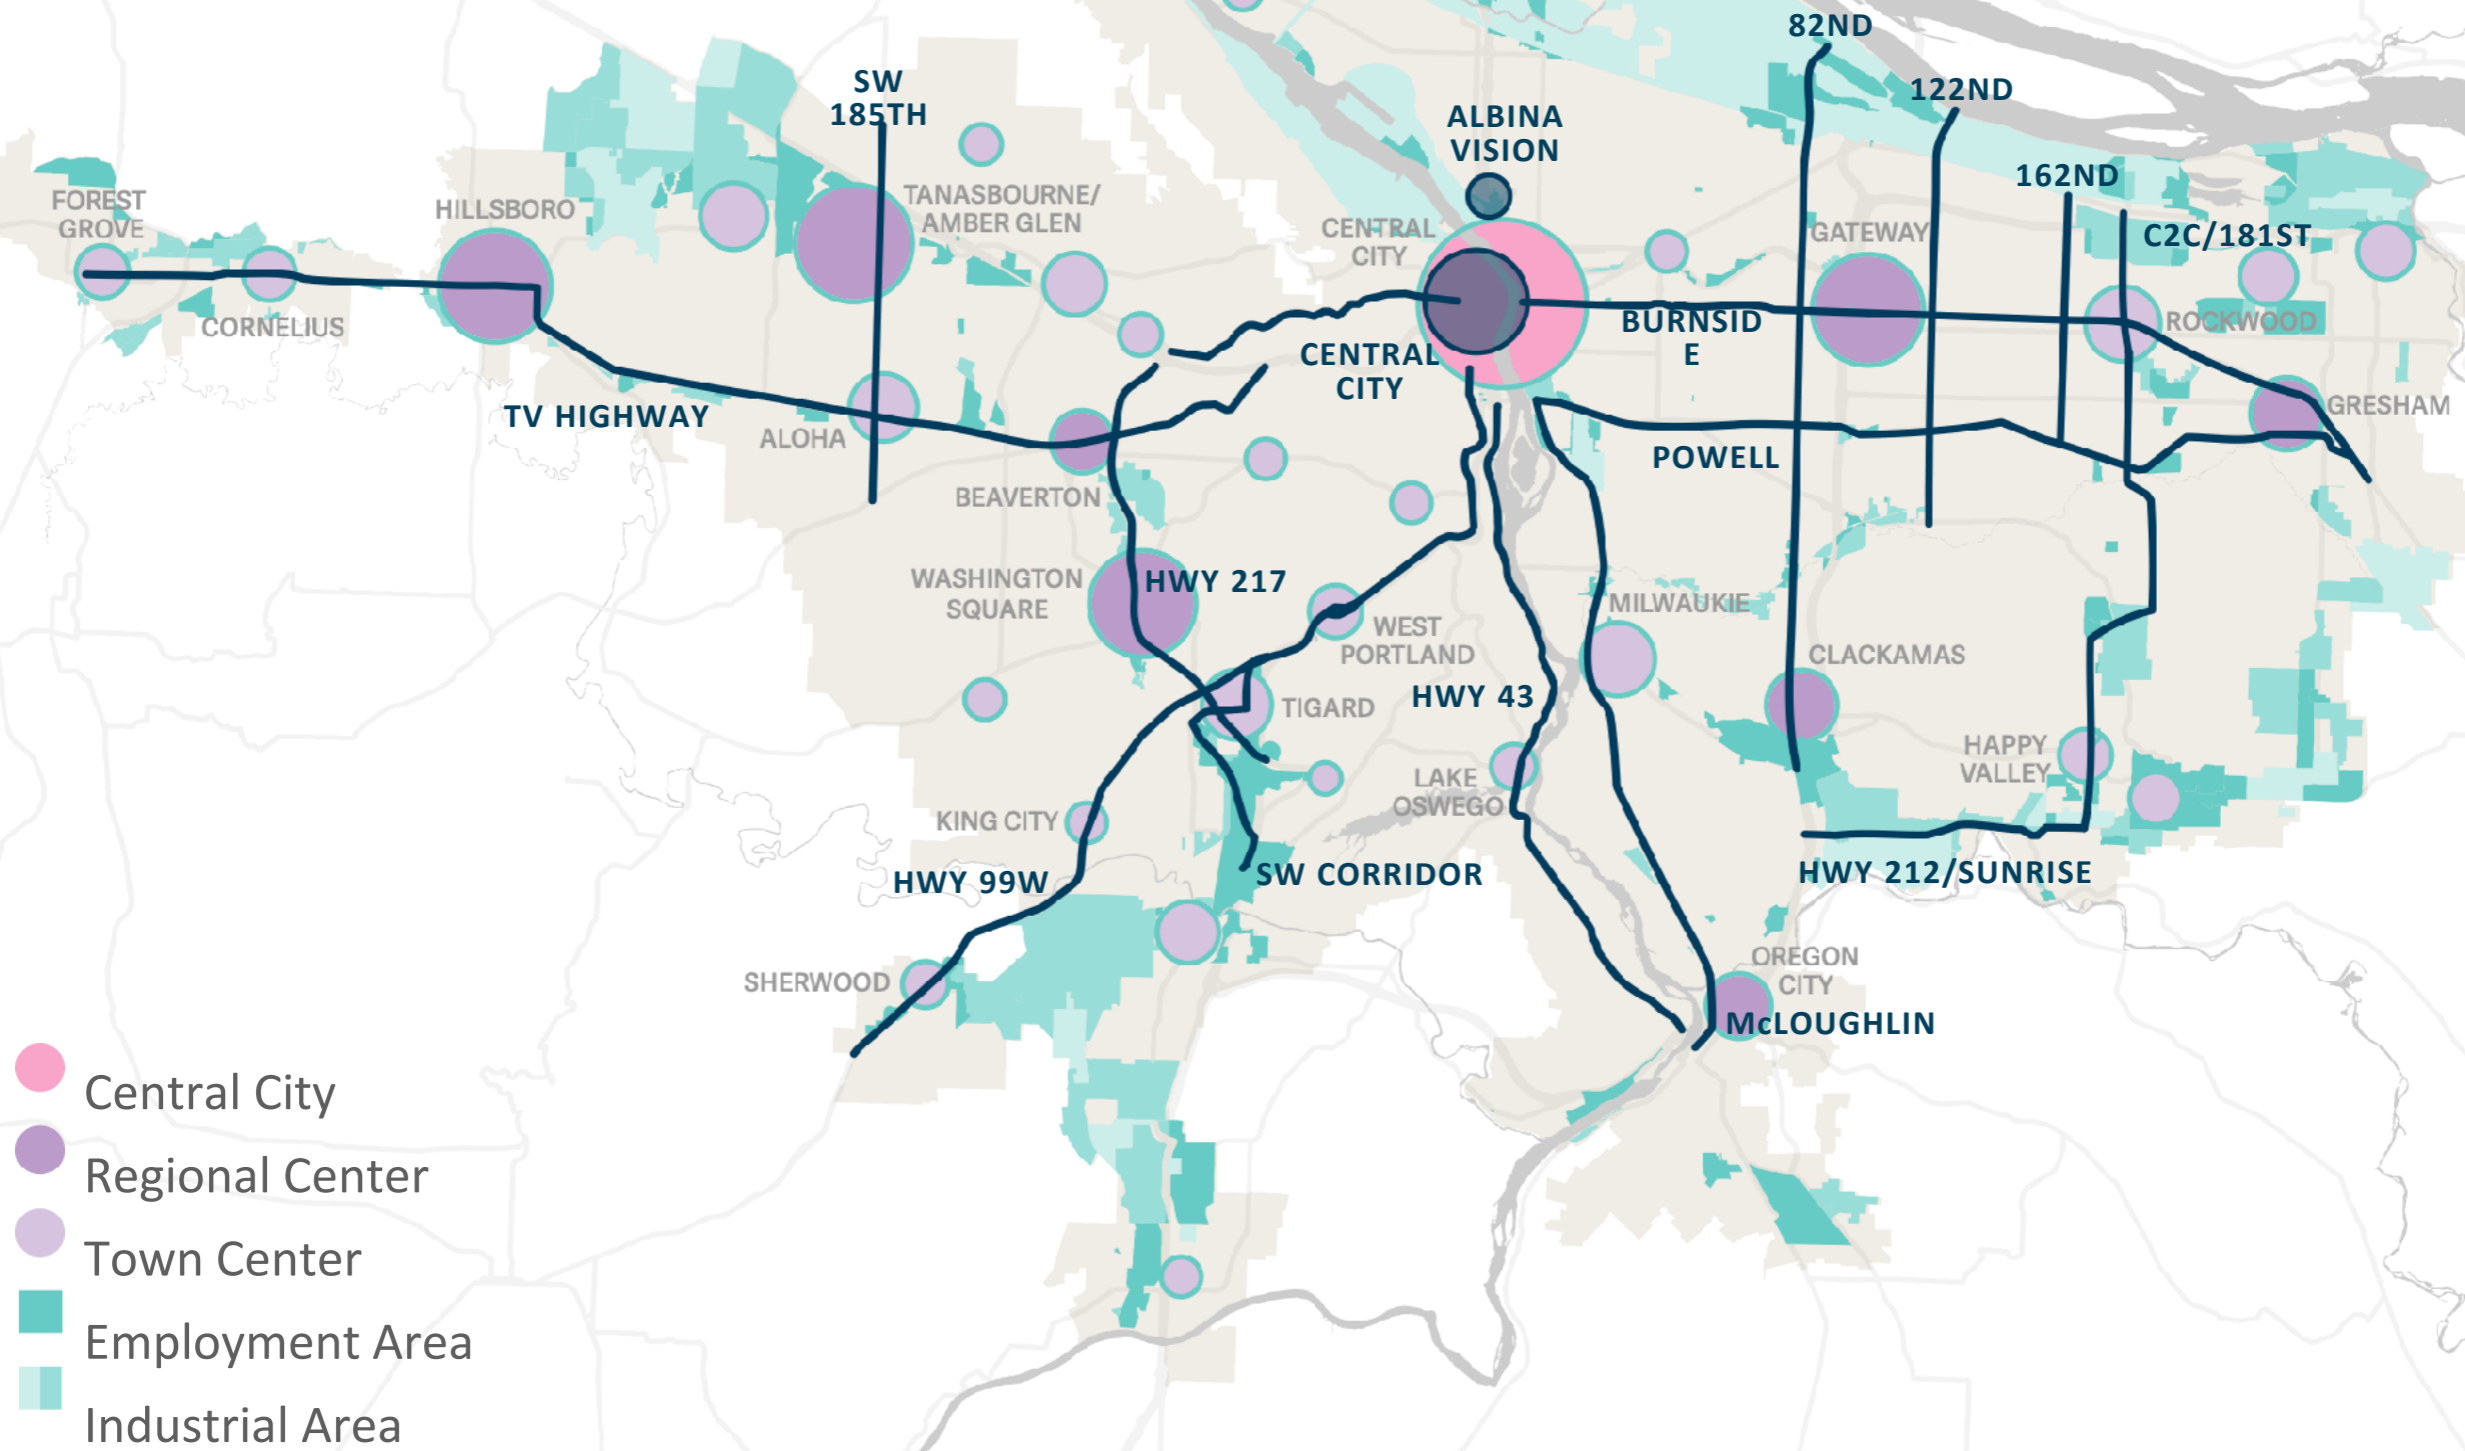 82ND
SW
185TH
122ND
ALBINA
VISION
162ND
FOREST
GROVE
HILLSBORO
TANASBOURNE/
AMBER GLEN
CENTRAL
CITY
GATEWAY
C2C/181ST
CORNELIUS
BURNSID
E
ROCKWOOD
CENTRAL
CITY
TV HIGHWAY
ALOHA
GRESHAM
POWELL
BEAVERTON
WASHINGTON
SQUARE
HWY 217
MILWAUKIE
WEST
PORTLAND
CLACKAMAS
HWY 43
TIGARD
HAPPY
VALLEY
LAKE
OSWEGO
KING CITY
HWY 99W
SW CORRIDOR
HWY 212/SUNRISE
SHERWOOD
OREGON
CITY
McLOUGHLIN
Central City
Regional Center
Town Center
Employment Area
Industrial Area